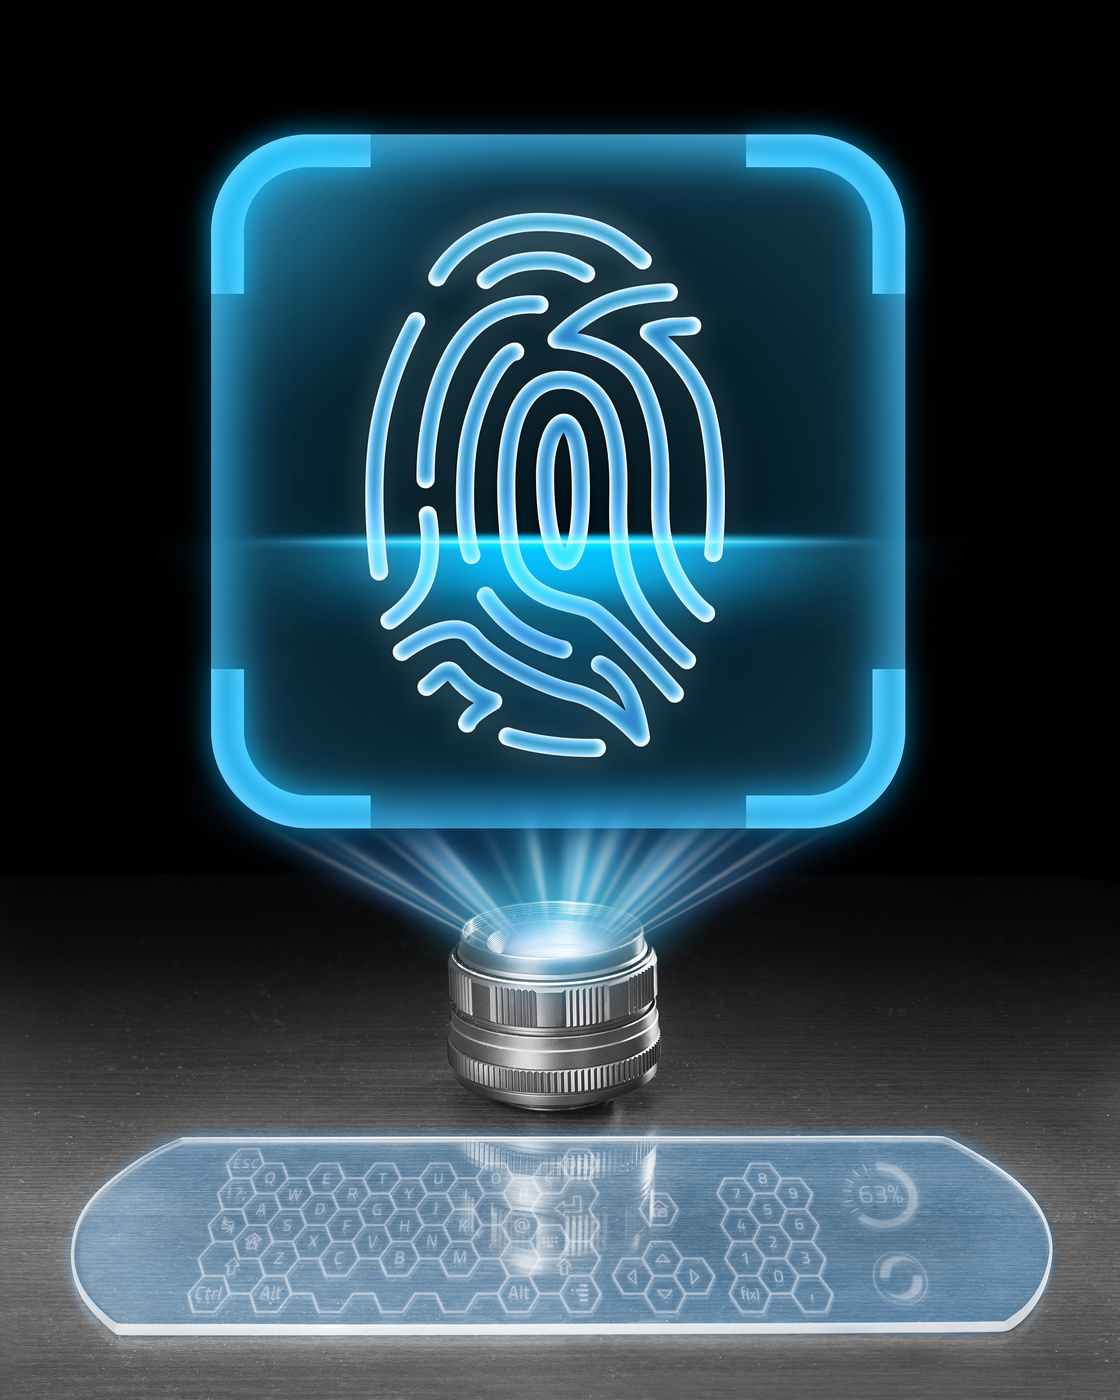 ESC
Q W E R T Y U O
!?, A S D F G H J K @
Z X C V B N M
Ctrl Alt Alt
7 8 9
4 5 6
1 2 3
f(x) 0 ,
63%